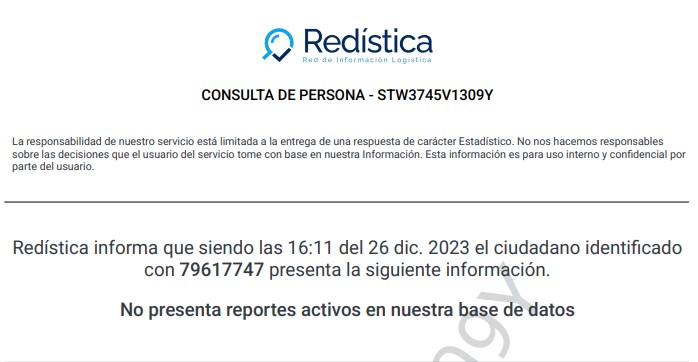 Redística
Red de Información Logística
CONSULTA DE PERSONA - STW3745V1309Y
La responsabilidad de nuestro servicio está limitada a la entrega de una respuesta de carácter Estadístico. No nos hacemos responsables
sobre las decisiones que el usuario del servicio tome con base en nuestra Información. Esta información es para uso interno y confidencial por
parte del usuario.
Redística informa que siendo las 16:11 del 26 dic. 2023 el ciudadano identificado
con 79617747 presenta la siguiente información.
No presenta reportes activos en nuestra base de datos
09Y